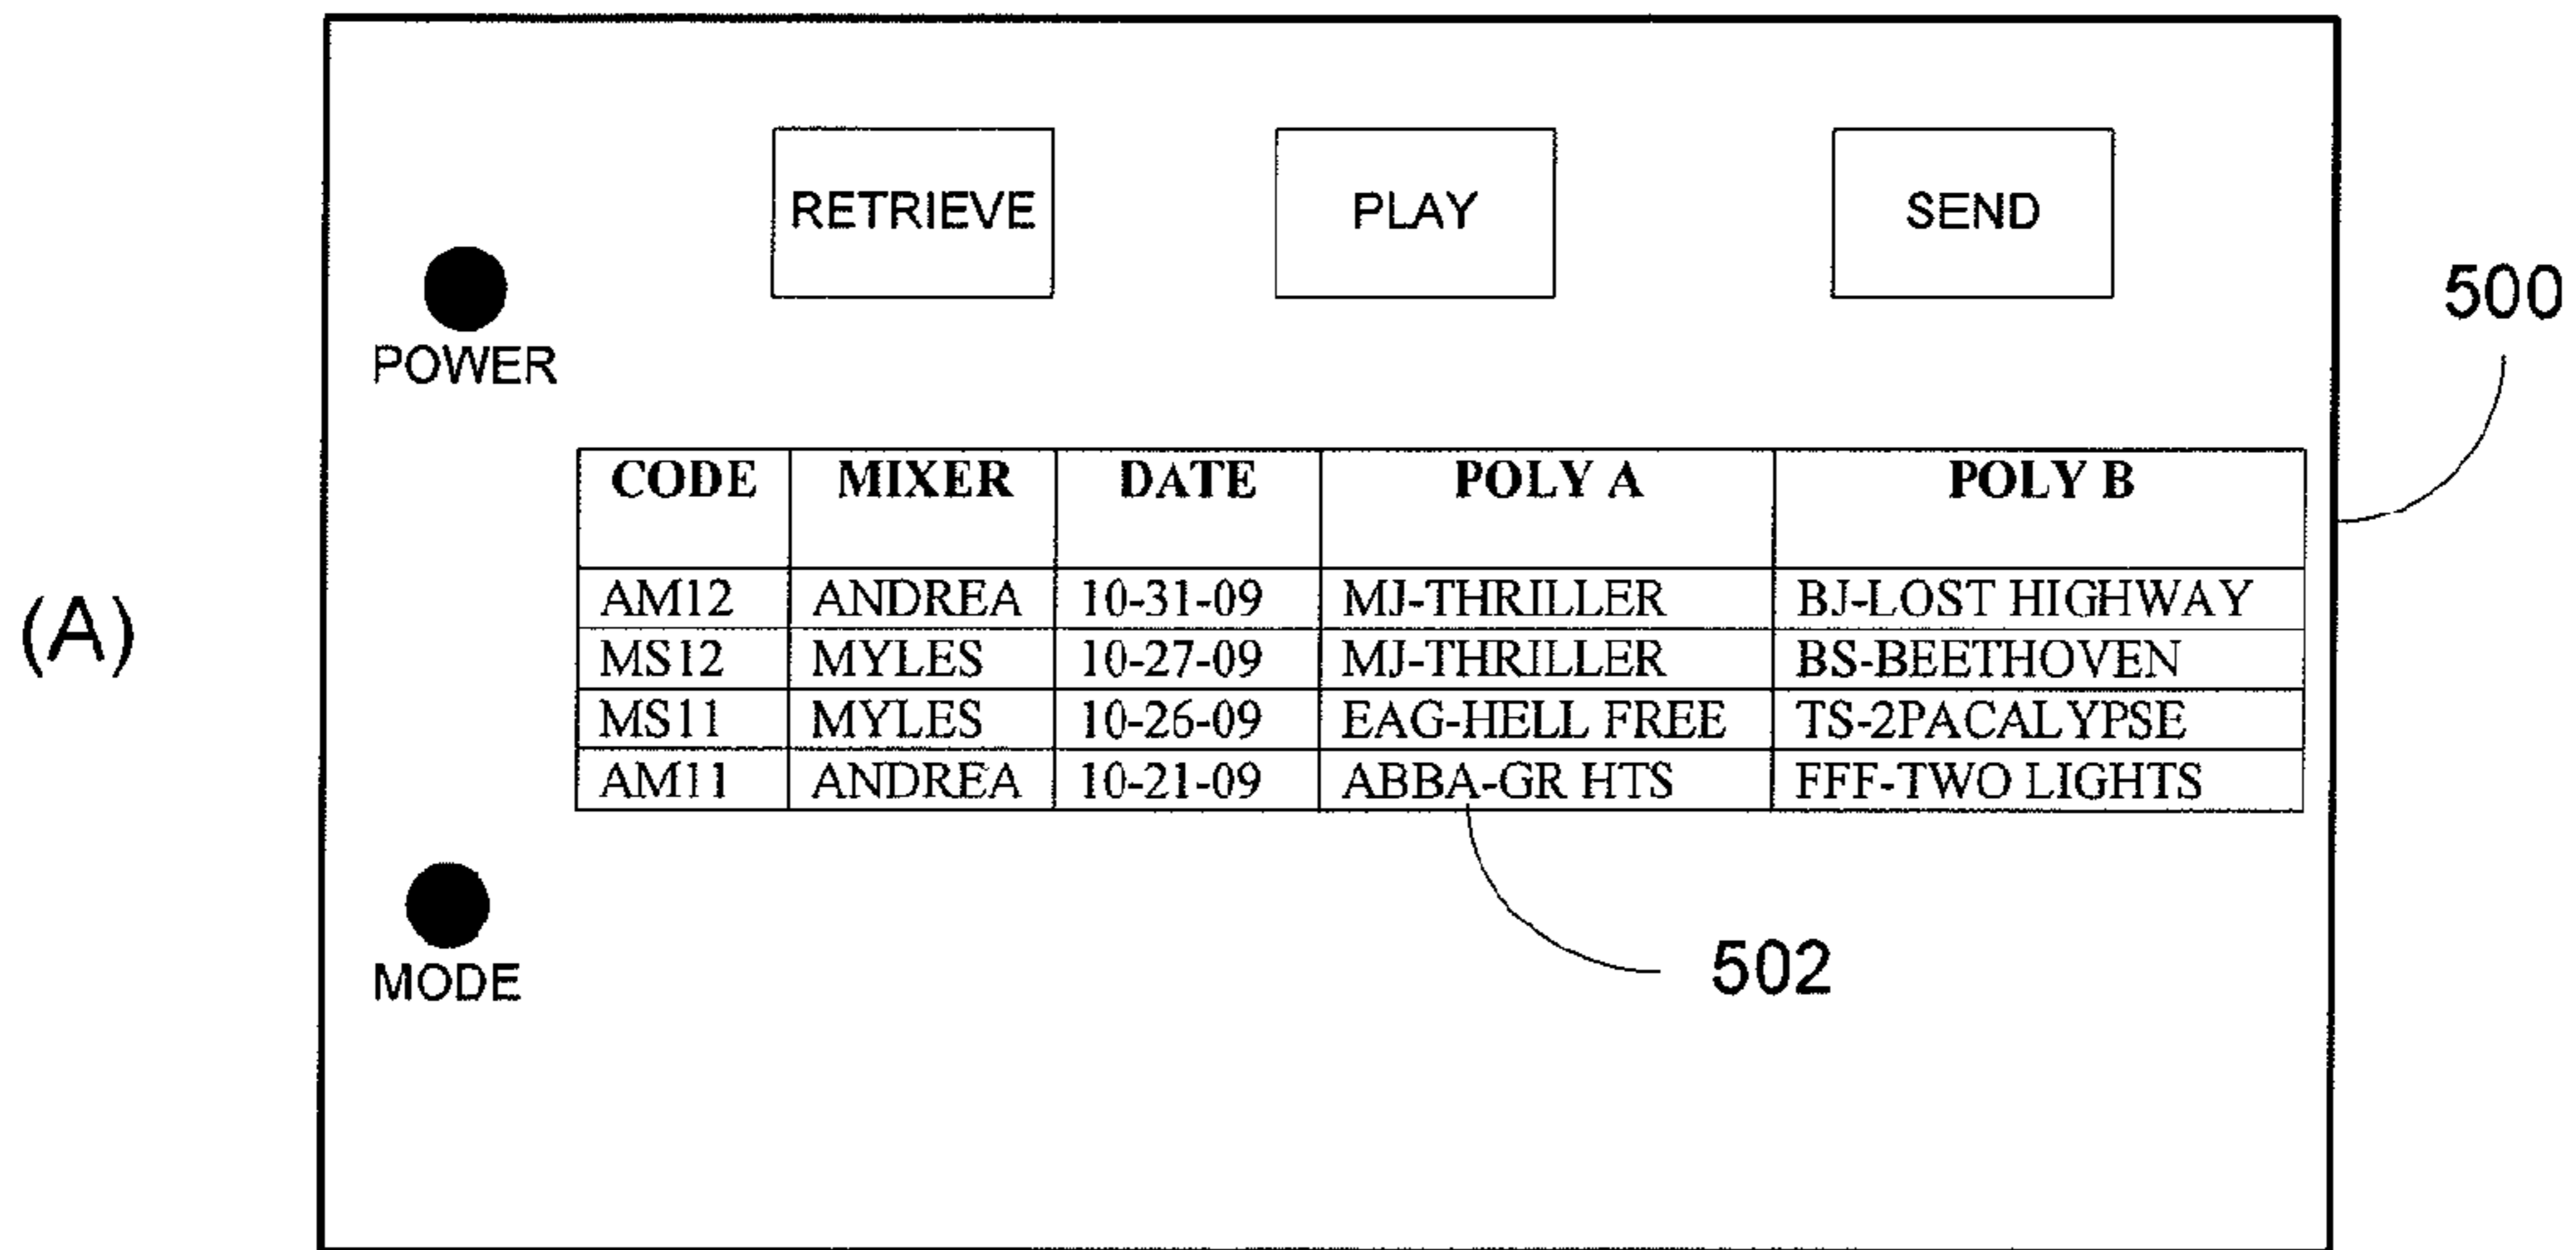 RETRIEVE PLAY SEND
500
POWER
CODE MIXER DATE POLY A POLY B
(A)
AM12 ANDREA 10-31-09 MJ-THRILLER BJ-LOST HIGHWAY
MS12 MYLES 10-27-09 MJ-THRILLER BS-BEETHOVEN
MS11 MYLES 10-26-09 EAG-HELL FREE TS-2PACALYPSE
AM11 ANDREA 10-21-09 ABBA-GR HTS FFF-TWO LIGHTS
502
MODE